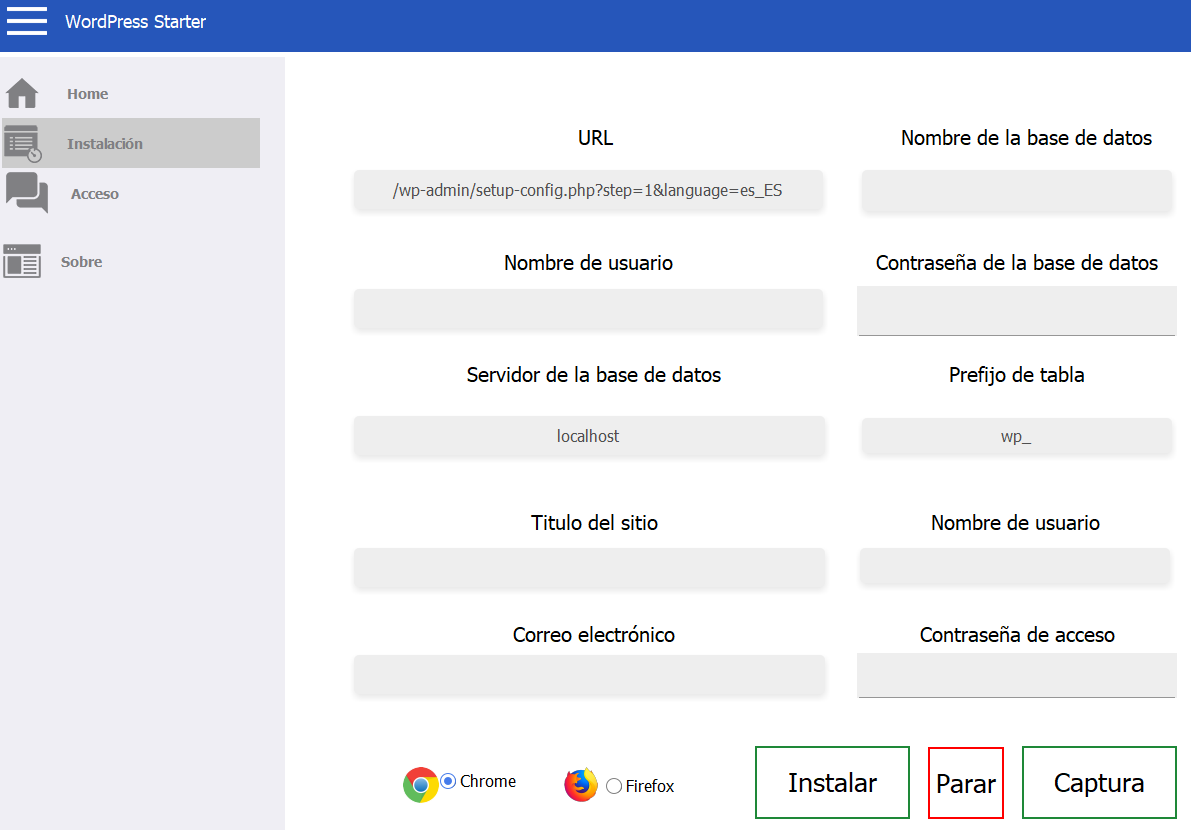 WordPress Starter
Home
Instalación
Acceso
Sobre
URL
Nombre de la base de datos
/wp-admin/setup-config.php?step=1&language=es_ES
Nombre de usuario
Contraseña de la base de datos
Servidor de la base de datos
Prefijo de tabla
localhost
wp_
Titulo del sitio
Nombre de usuario
Correo electrónico
Contraseña de acceso
Chrome
Firefox
Instalar
Parar
Captura